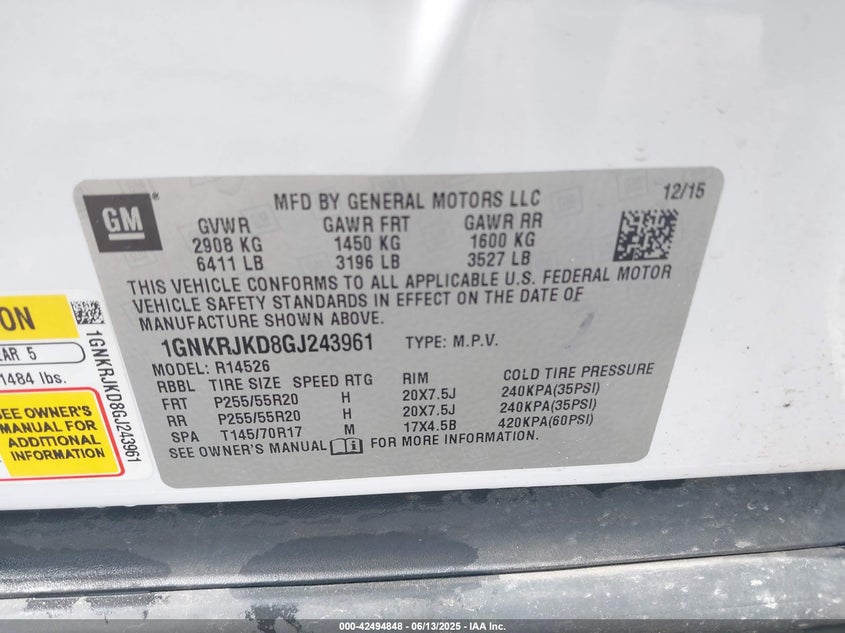 GM
®
MFD BY GENERAL MOTORS LLC
12/15
GVWR GAWR FRT GAWR RR
2908 KG 1450 KG 1600 KG
6411 LB 3196 LB 3527 LB
THIS VEHICLE CONFORMS TO ALL APPLICABLE U.S. FEDERAL MOTOR
VEHICLE SAFETY STANDARDS IN EFFECT ON THE DATE OF
MANUFACTURE SHOWN ABOVE.
1GNKRJKD8GJ243961 TYPE: M.P.V.
MODEL: R14526
RBBL TIRE SIZE SPEED RTG RIM COLD TIRE PRESSURE
FRT P255/55R20 H 20X7.5J 240KPA(35PSI)
RR P255/55R20 H 20X7.5J 240KPA(35PSI)
SPA T145/70R17 M 17X4.5B 420KPA(60PSI)
SEE OWNER'S MANUAL FOR MORE INFORMATION.
ON
AR 5
1484 lbs.
SEE OWNER'S
MANUAL FOR
ADDITIONAL
INFORMATION
1GNKRJKD8GJ243961
000-42494848 - 06/13/2025 - IAA Inc.